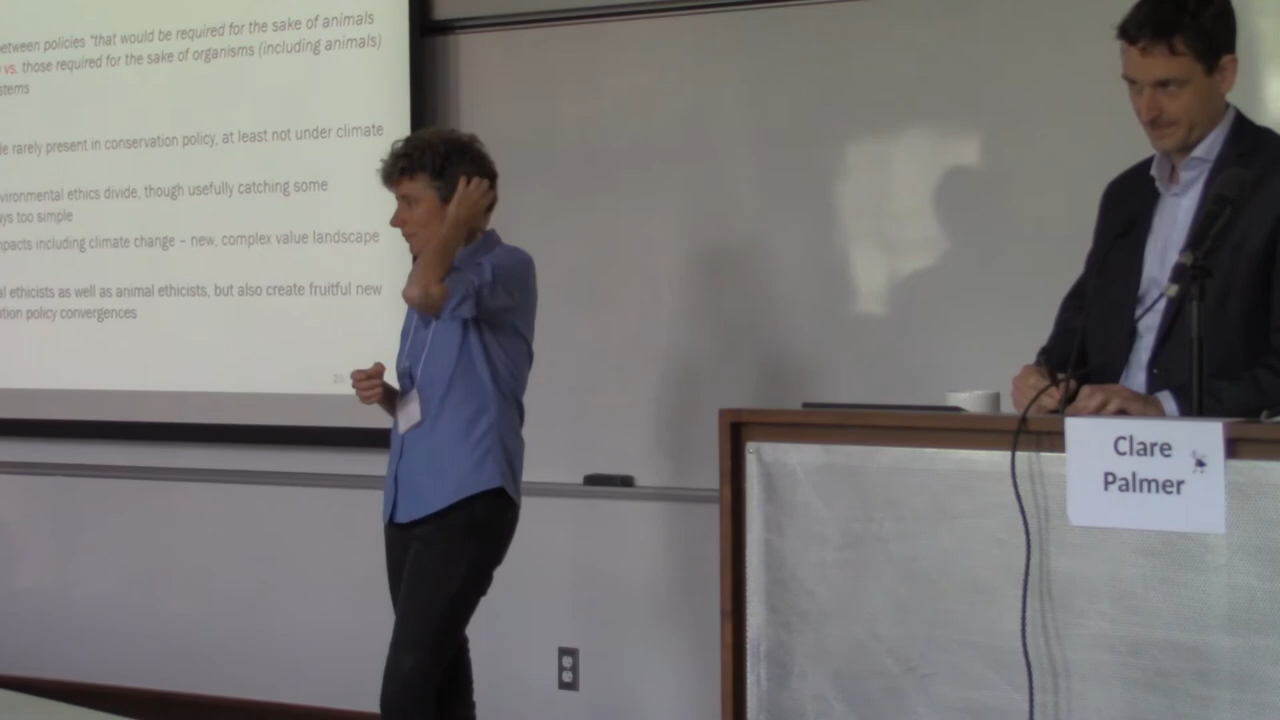 etween policies "that would be required for the sake of animals
vs. those required for the sake of organisms (including animals)
stems
le rarely present in conservation policy, at least not under climate
vironmental ethics divide, though usefully catching some
ys too simple
mpacts including climate change – new, complex value landscape
al ethicists as well as animal ethicists, but also create fruitful new
ation policy convergences
Clare
Palmer